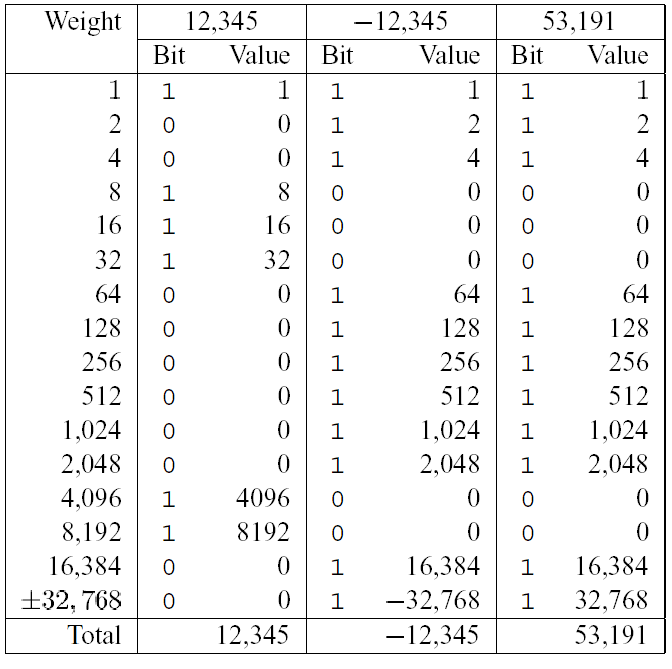 Weight 12,345 −12,345 53,191
Bit Value Bit Value Bit Value
1 1 1 1 1 1 1
2 0 0 1 2 1 2
4 0 0 1 4 1 4
8 1 8 0 0 0 0
16 1 16 0 0 0 0
32 1 32 0 0 0 0
64 0 0 1 64 1 64
128 0 0 1 128 1 128
256 0 0 1 256 1 256
512 0 0 1 512 1 512
1,024 0 0 1 1,024 1 1,024
2,048 0 0 1 2,048 1 2,048
4,096 1 4096 0 0 0 0
8,192 1 8192 0 0 0 0
16,384 0 0 1 16,384 1 16,384
±32,768 0 0 1 −32,768 1 32,768
Total 12,345 −12,345 53,191